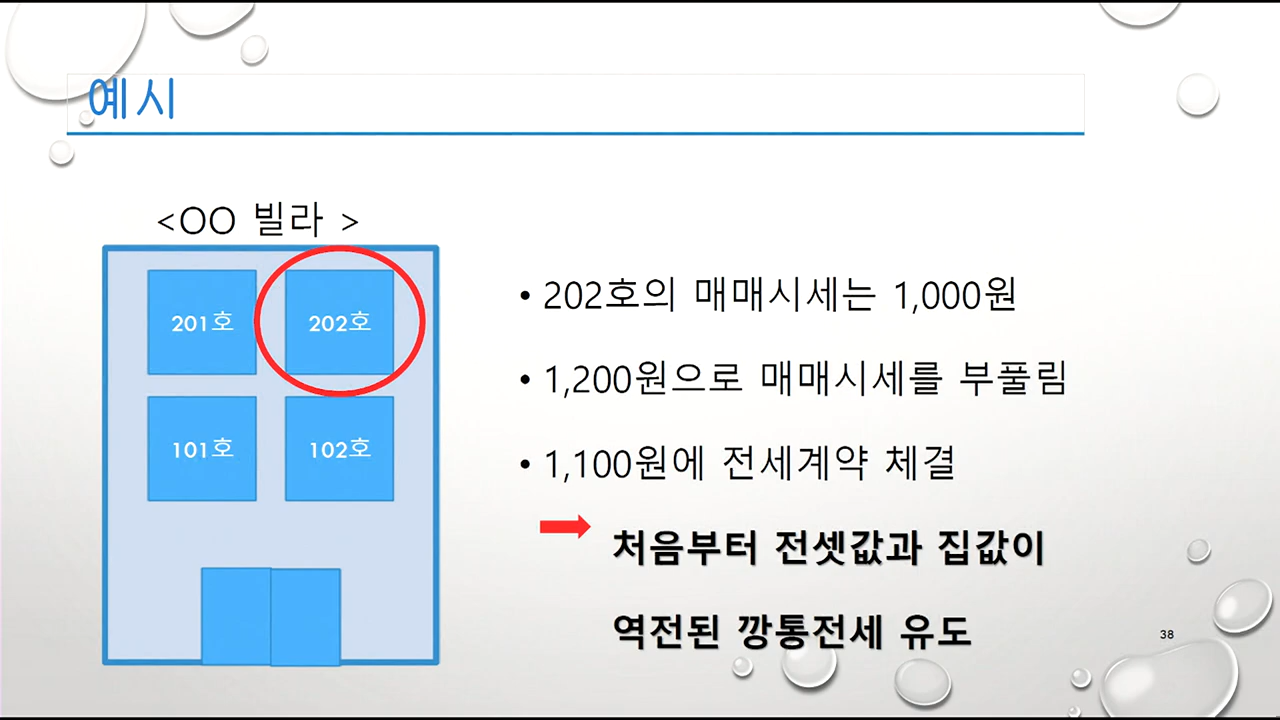 예시
<OO 빌라 >
201호
202호
101호
102호
• 202호의 매매시세는 1,000원
• 1,200원으로 매매시세를 부풀림
• 1,100원에 전세계약 체결
처음부터 전셋값과 집값이
역전된 깡통전세 유도
38